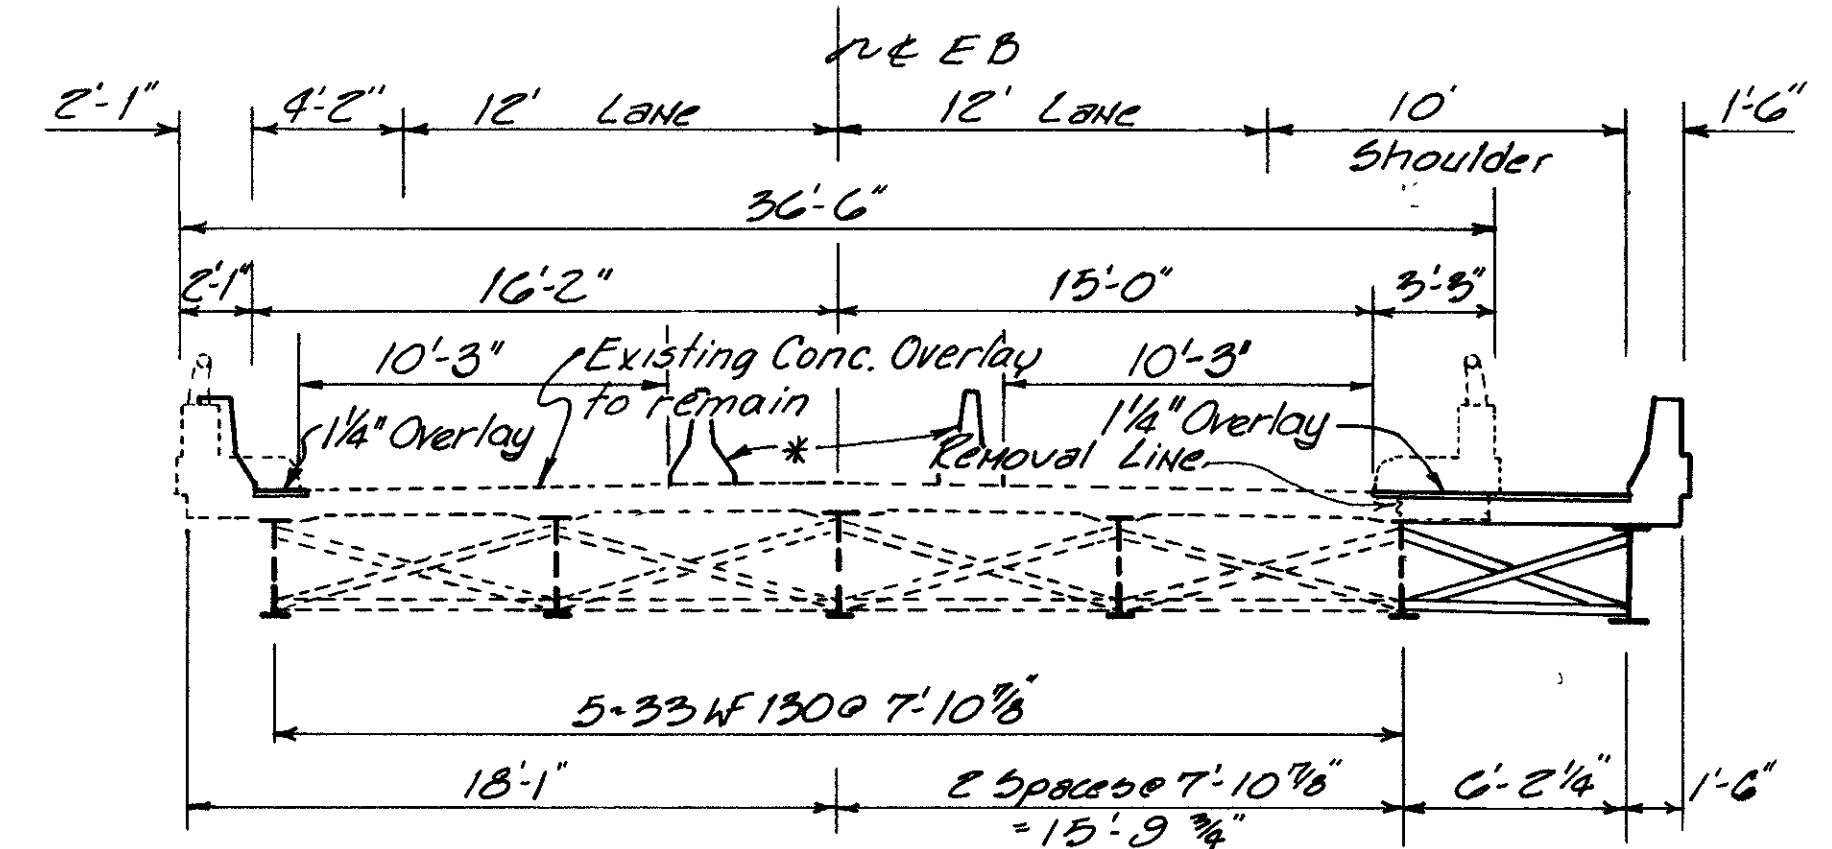 ℄ EB
2'-1"
4'-2"
12' Lane
12' Lane
10'
Shoulder
1'-6"
36'-6"
2'-1"
16'-2"
15'-0"
3'-3"
10'-3"
Existing Conc. Overlay
to remain
10'-3"
1¼" Overlay
*
Removal Line
1¼" Overlay
5~33 WF 130 @ 7'-10⅞"
18'-1"
2 Spaces @ 7'-10⅞"
= 15'-9¾"
6'-2¼"
1'-6"